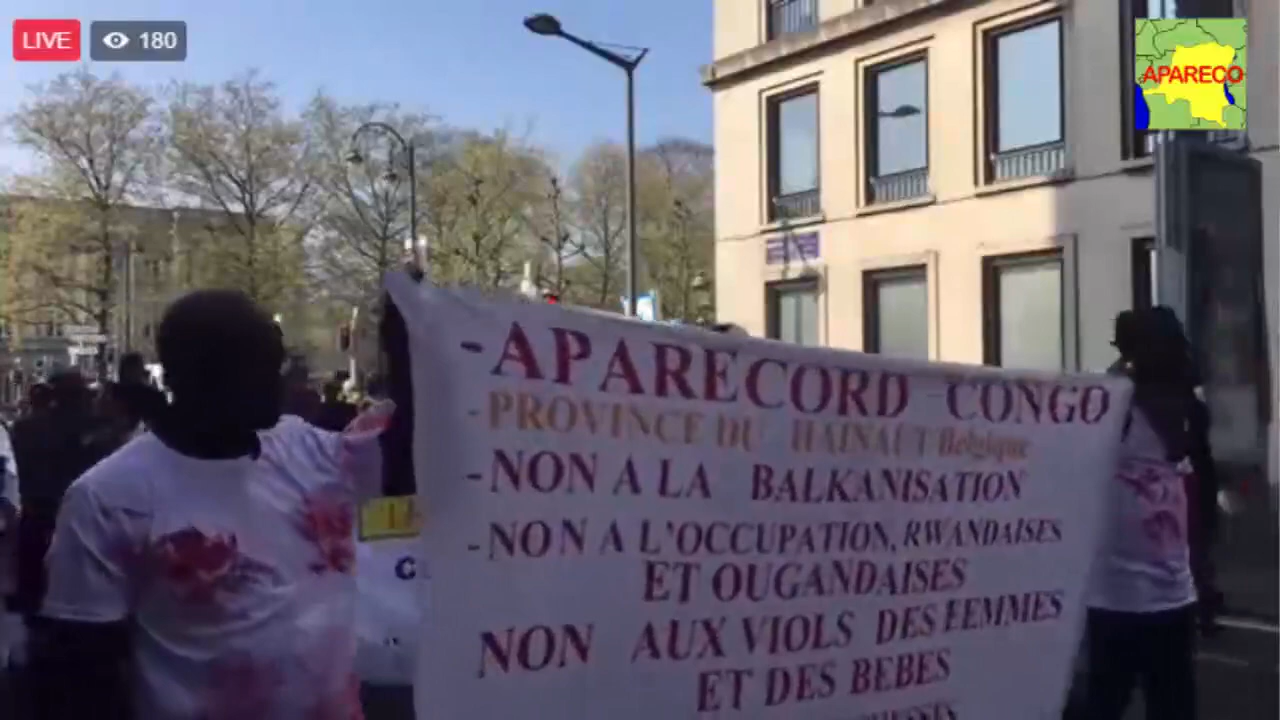 LIVE 180
APARECO
-APARECORD CONGO
-PROVINCE DU HAINAUT Belgique
-NON A LA BALKANISATION
-NON A L'OCCUPATION, RWANDAISES
ET OUGANDAISES
NON AUX VIOLS DES FEMMES
ET DES BEBES